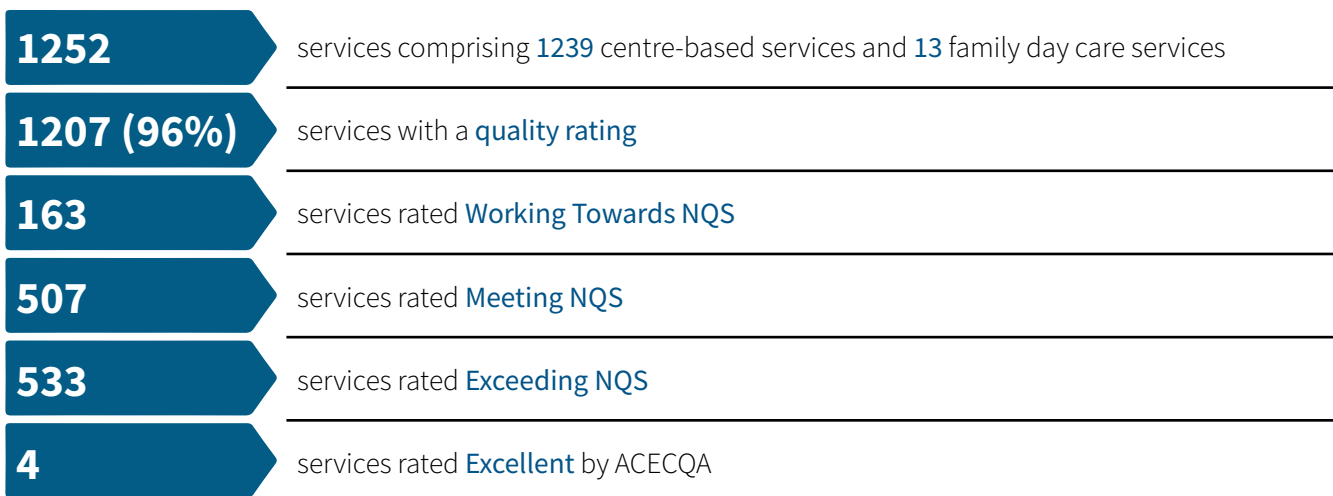 1252 services comprising 1239 centre-based services and 13 family day care services
1207 (96%) services with a quality rating
163 services rated Working Towards NQS
507 services rated Meeting NQS
533 services rated Exceeding NQS
4 services rated Excellent by ACECQA